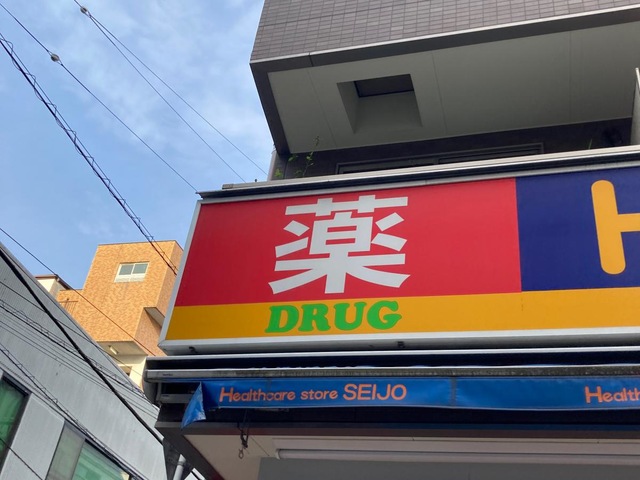 薬
DRUG
Healthcare store SEIJO